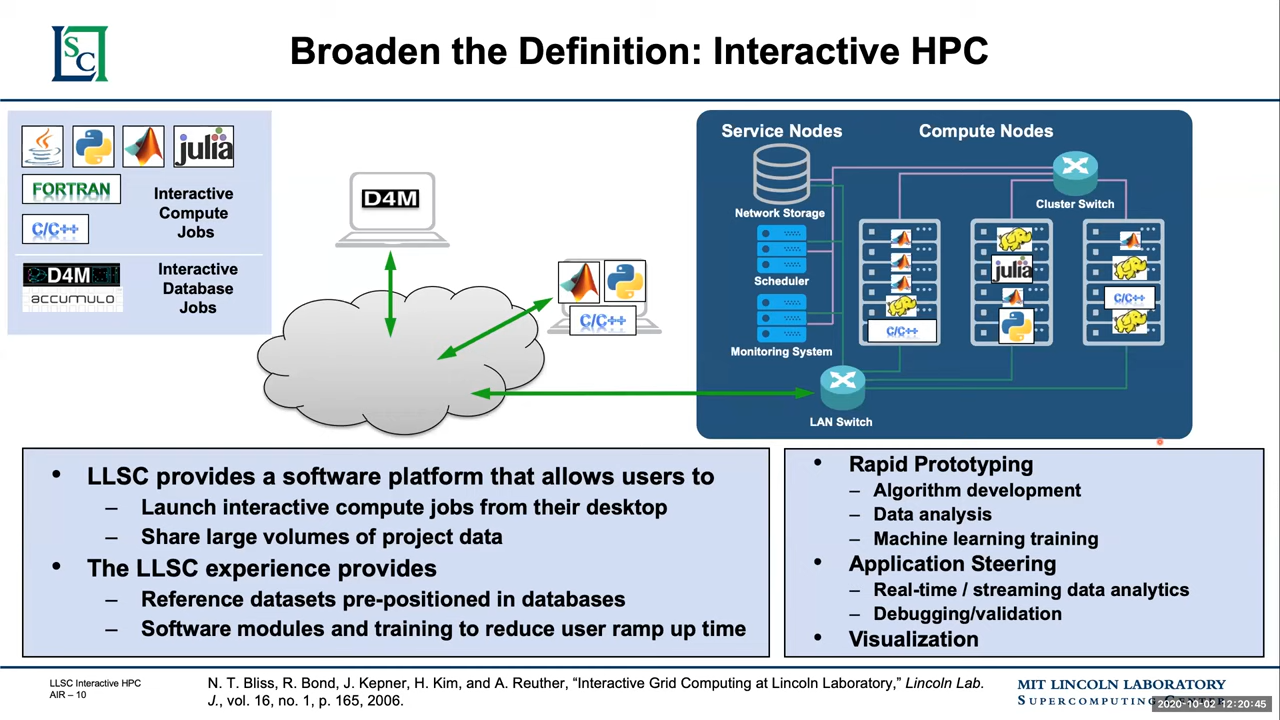 LSC
Broaden the Definition: Interactive HPC
julia
FORTRAN
C/C++
Interactive
Compute
Jobs
D4M
accumulo
Interactive
Database
Jobs
D4M
C/C++
Service Nodes
Compute Nodes
Network Storage
Cluster Switch
Scheduler
Monitoring System
LAN Switch
C/C++
julia
C/C++
• LLSC provides a software platform that allows users to
– Launch interactive compute jobs from their desktop
– Share large volumes of project data
• The LLSC experience provides
– Reference datasets pre-positioned in databases
– Software modules and training to reduce user ramp up time
• Rapid Prototyping
– Algorithm development
– Data analysis
– Machine learning training
• Application Steering
– Real-time / streaming data analytics
– Debugging/validation
• Visualization
LLSC Interactive HPC
AIR – 10
N. T. Bliss, R. Bond, J. Kepner, H. Kim, and A. Reuther, “Interactive Grid Computing at Lincoln Laboratory,” Lincoln Lab.
J., vol. 16, no. 1, p. 165, 2006.
MIT LINCOLN LABORATORY
SUPERCOMPUTING CENTER
2020-10-02 12:20:45